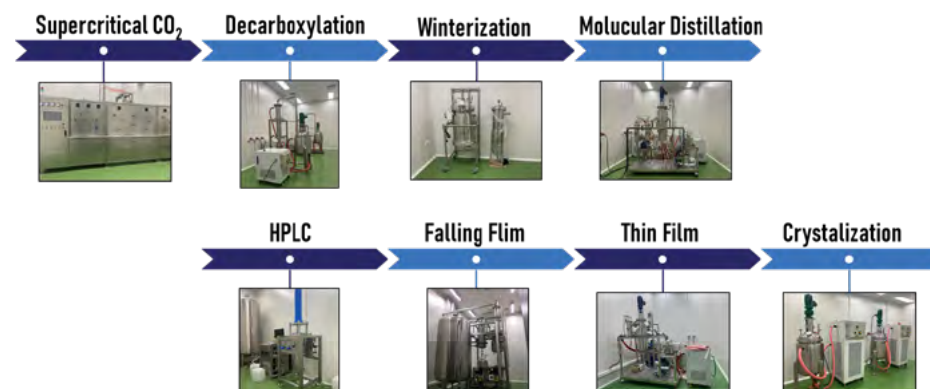 Supercritical CO₂
Decarboxylation
Winterization
Molucular Distillation
HPLC
Falling Flim
Thin Film
Crystalization